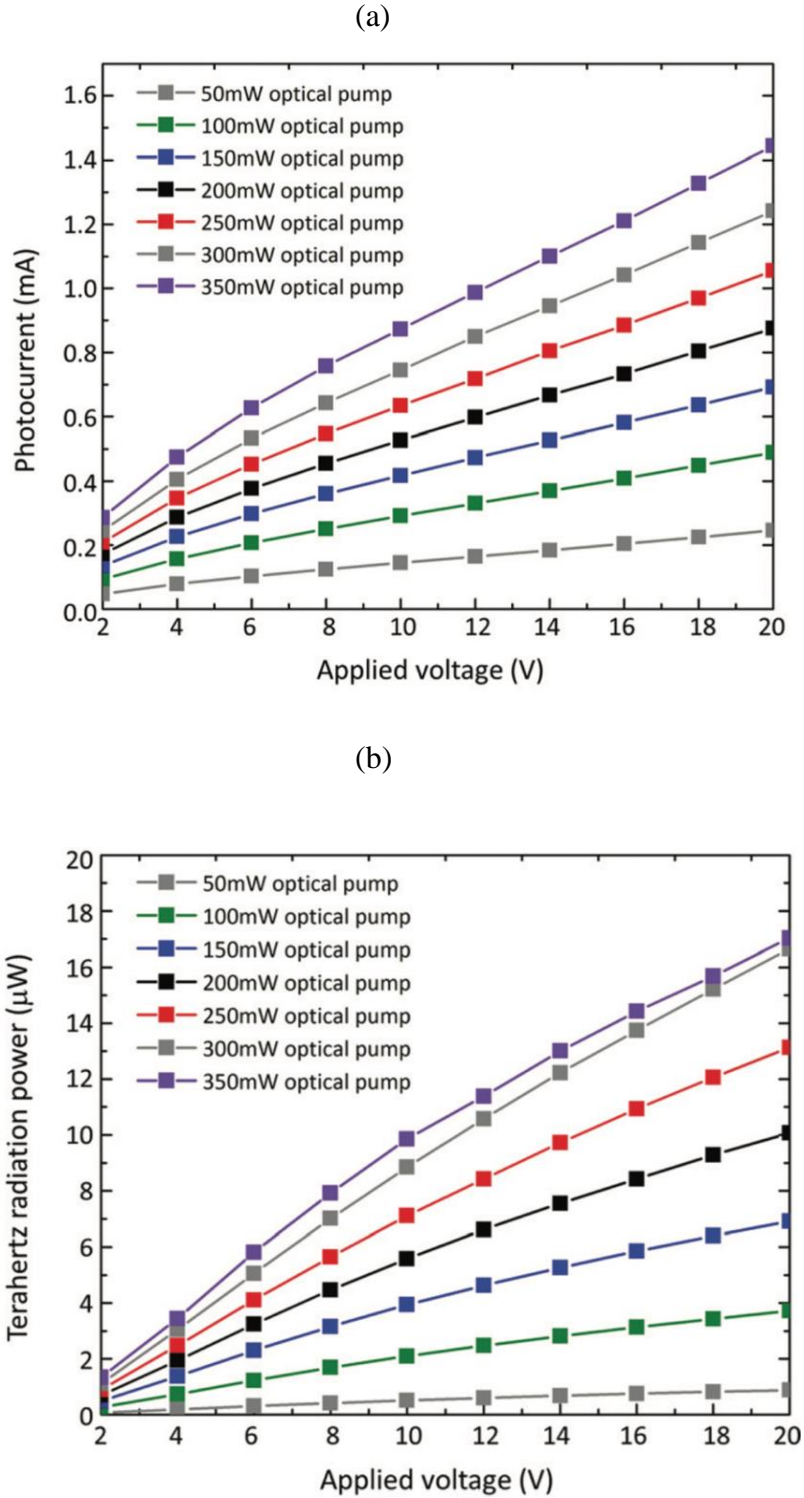 (a)
1.6
1.4
1.2
1.0
0.8
0.6
0.4
0.2
0.0
Photocurrent (mA)
50mW optical pump
100mW optical pump
150mW optical pump
200mW optical pump
250mW optical pump
300mW optical pump
350mW optical pump
2 4 6 8 10 12 14 16 18 20
Applied voltage (V)
(b)
20
18
16
14
12
10
8
6
4
2
0
Terahertz radiation power (μW)
50mW optical pump
100mW optical pump
150mW optical pump
200mW optical pump
250mW optical pump
300mW optical pump
350mW optical pump
2 4 6 8 10 12 14 16 18 20
Applied voltage (V)